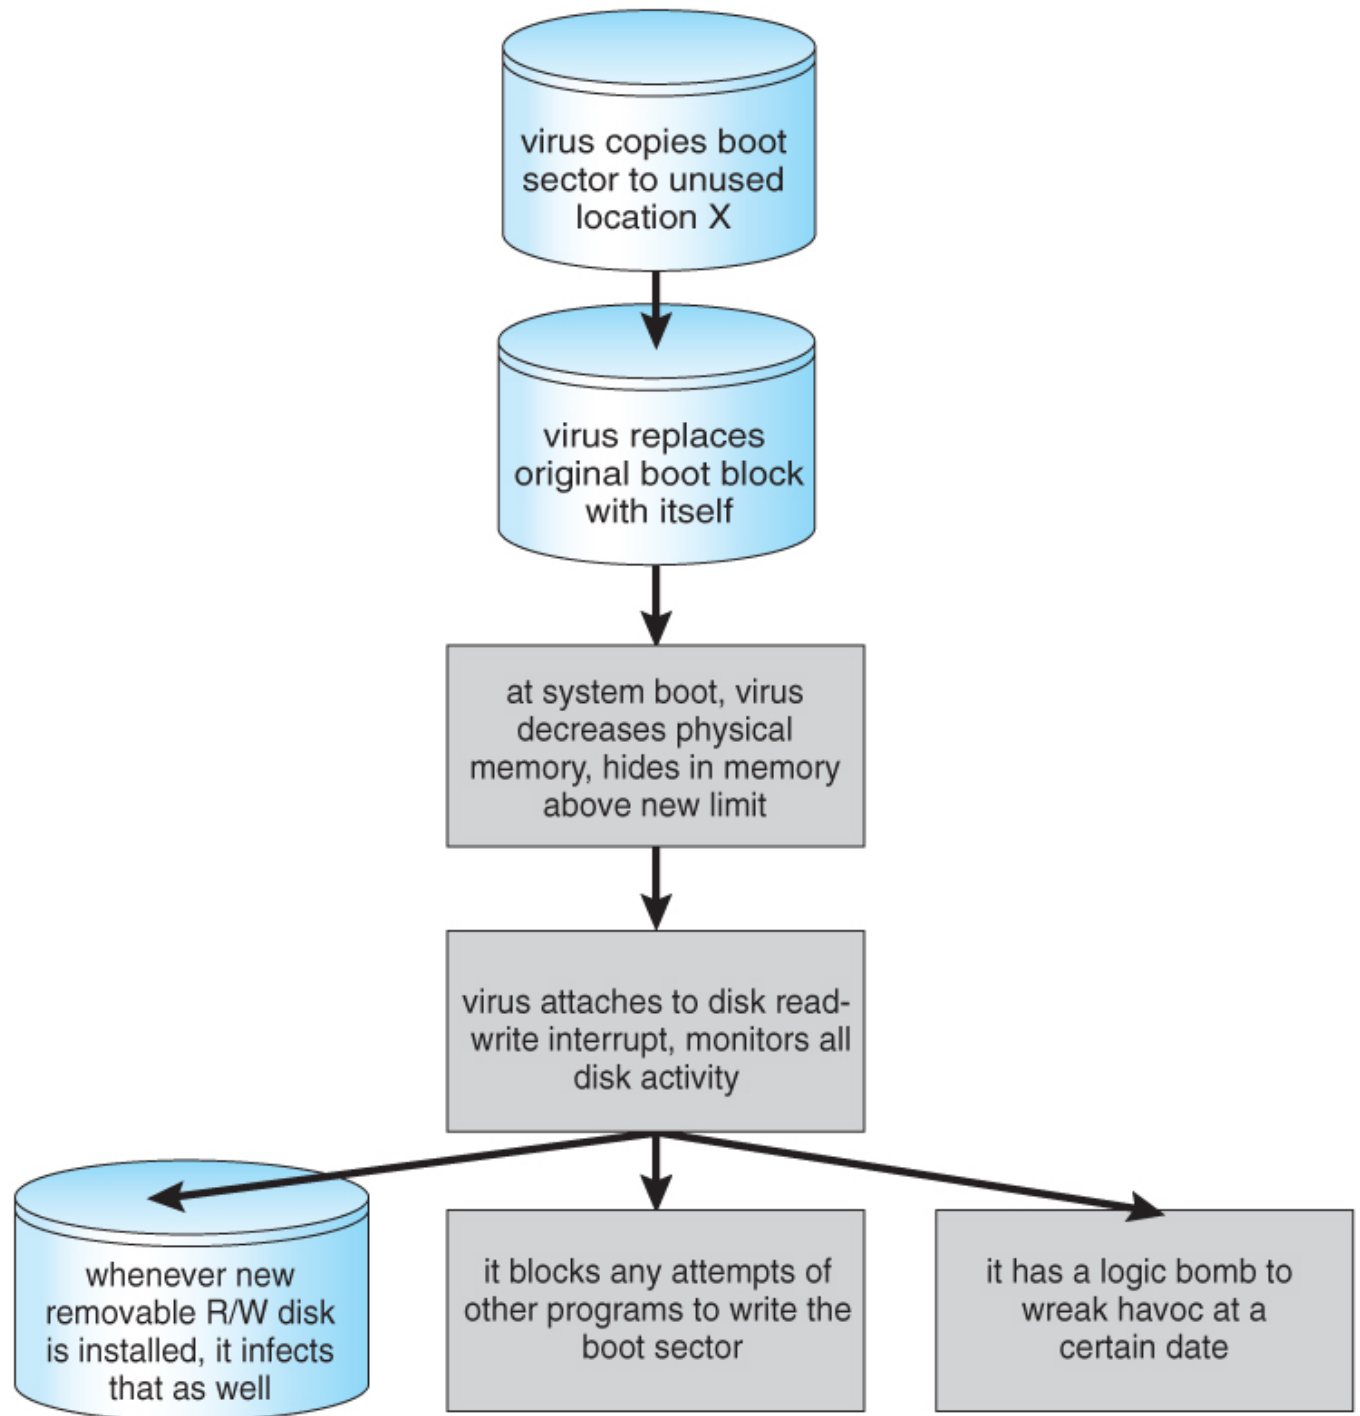 virus copies boot
sector to unused
location X
virus replaces
original boot block
with itself
at system boot, virus
decreases physical
memory, hides in memory
above new limit
virus attaches to disk read-
write interrupt, monitors all
disk activity
whenever new
removable R/W disk
is installed, it infects
that as well
it blocks any attempts of
other programs to write the
boot sector
it has a logic bomb to
wreak havoc at a
certain date